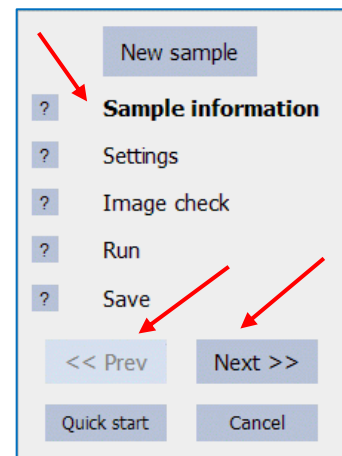 New sample
? Sample information
? Settings
? Image check
? Run
? Save
<< Prev Next >>
Quick start Cancel